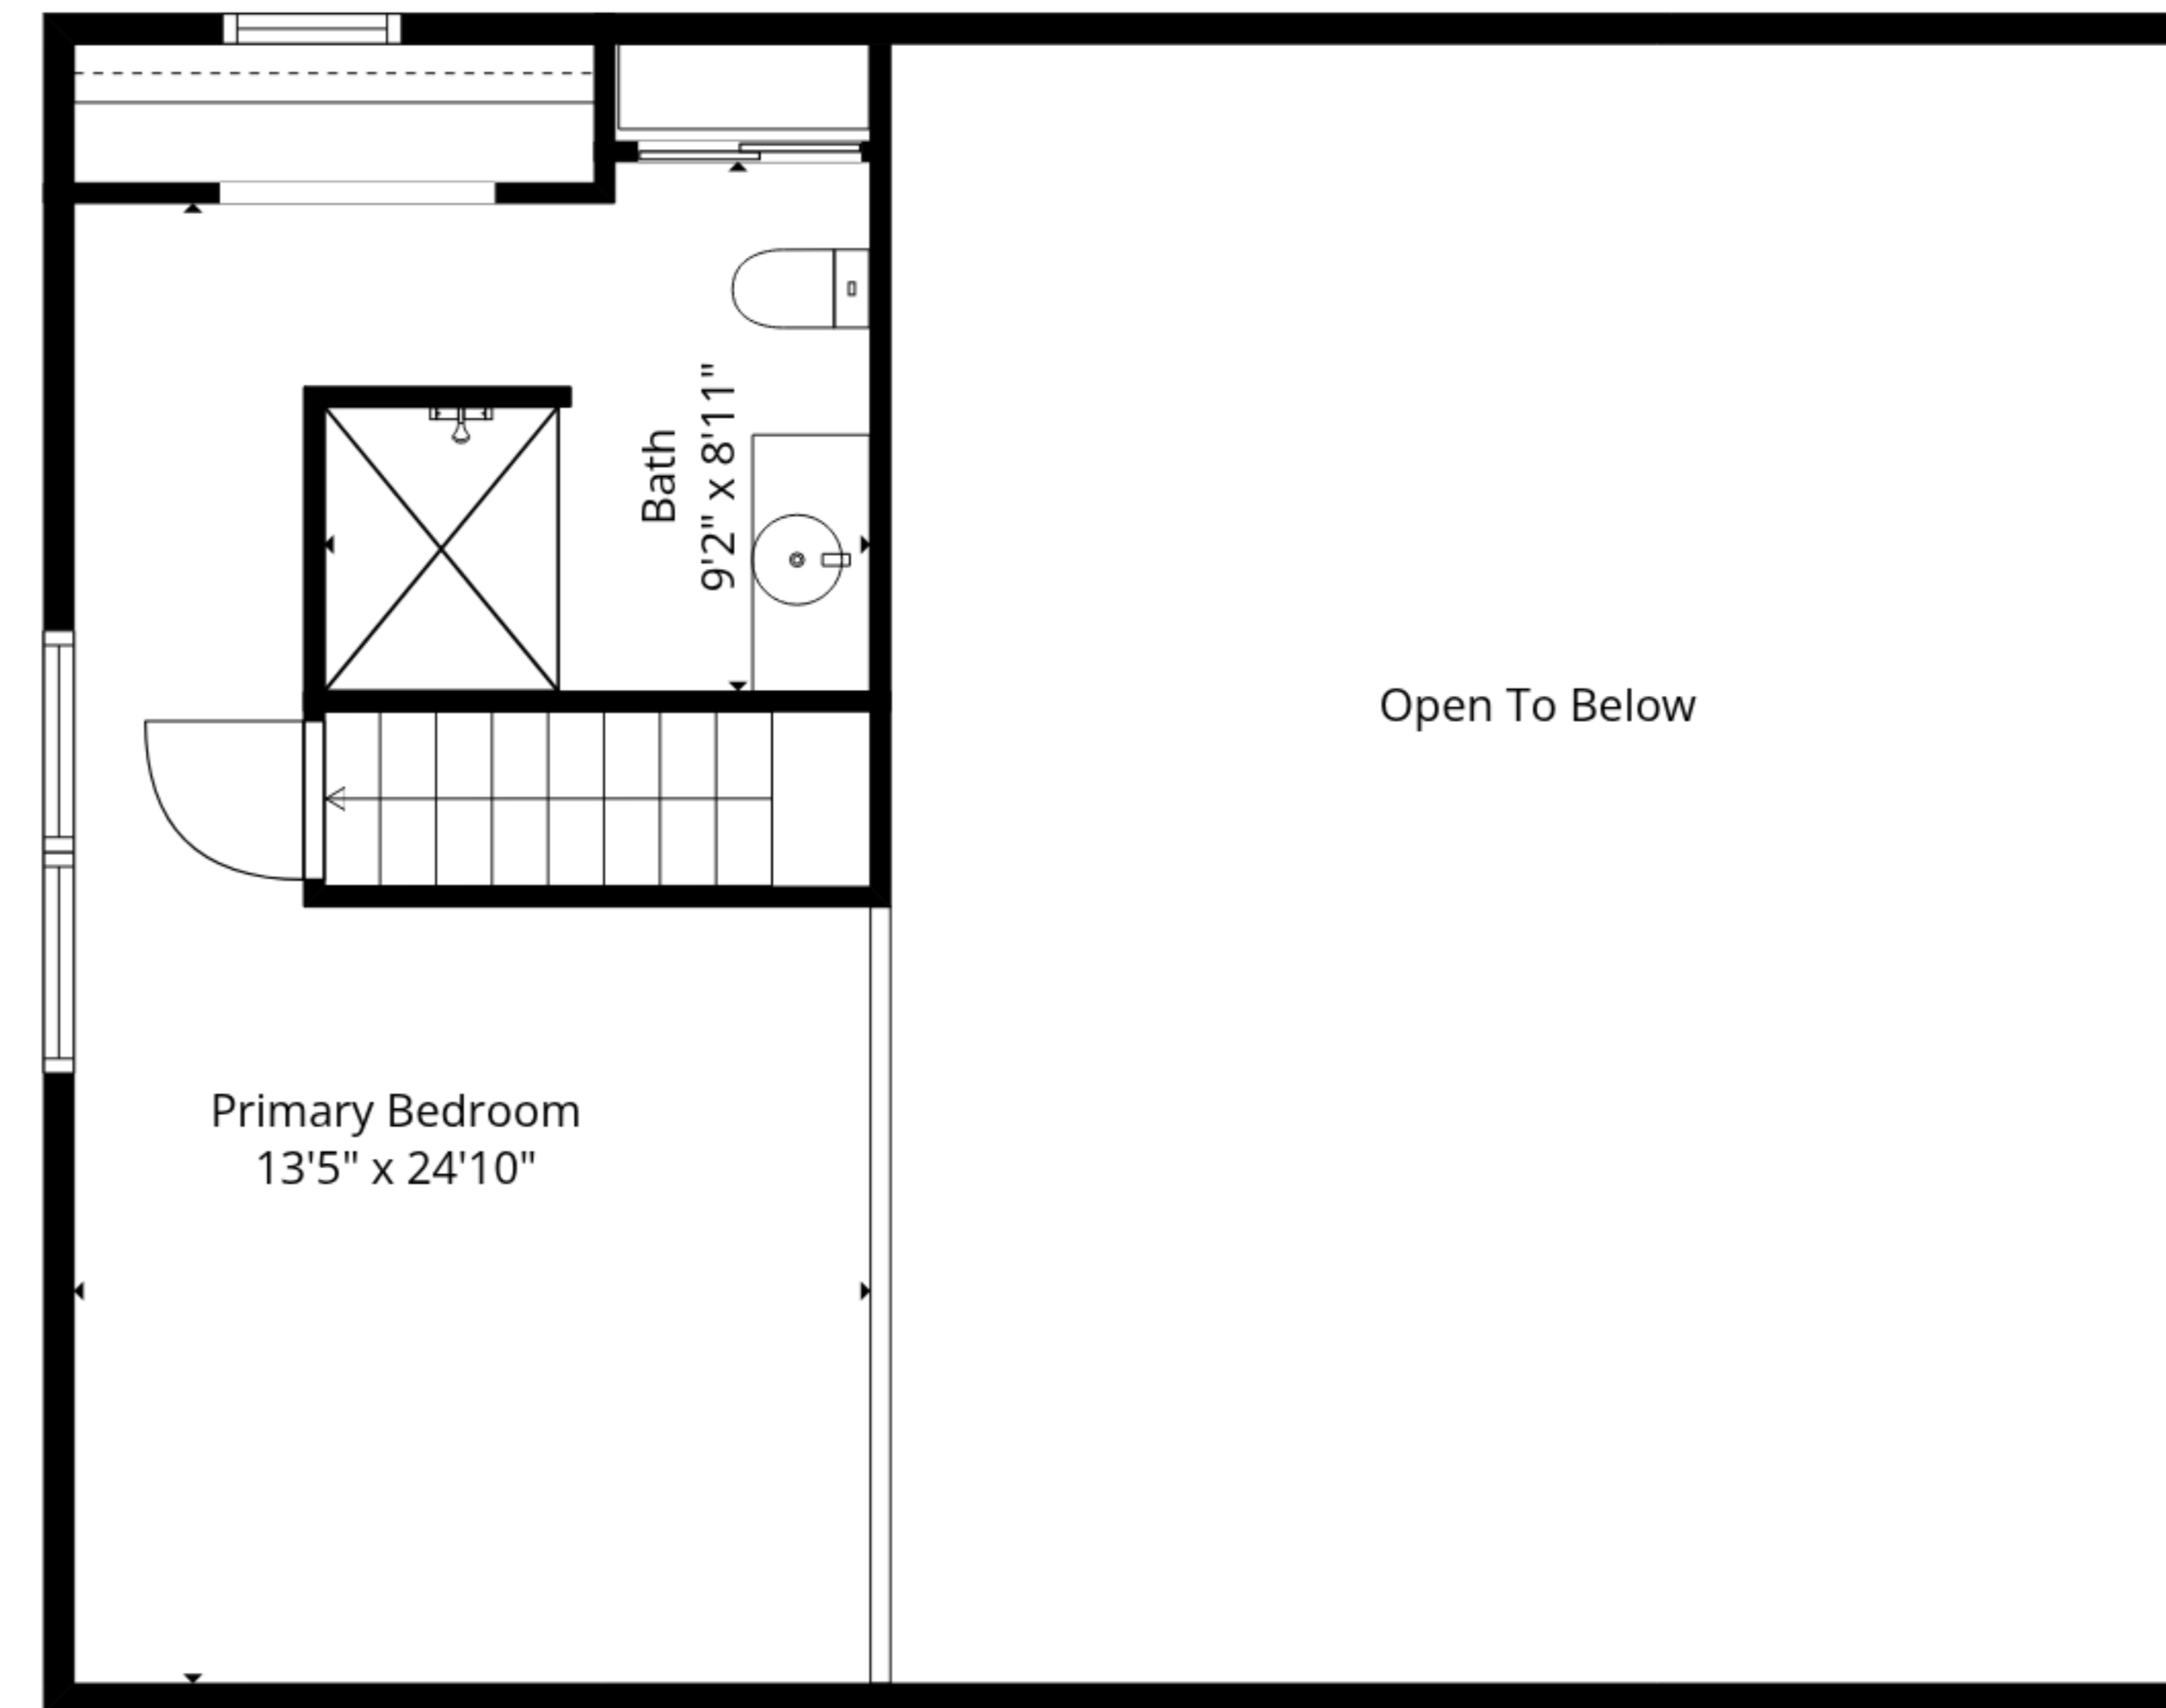 Bath
9'2" x 8'11"
Open To Below
Primary Bedroom
13'5" x 24'10"